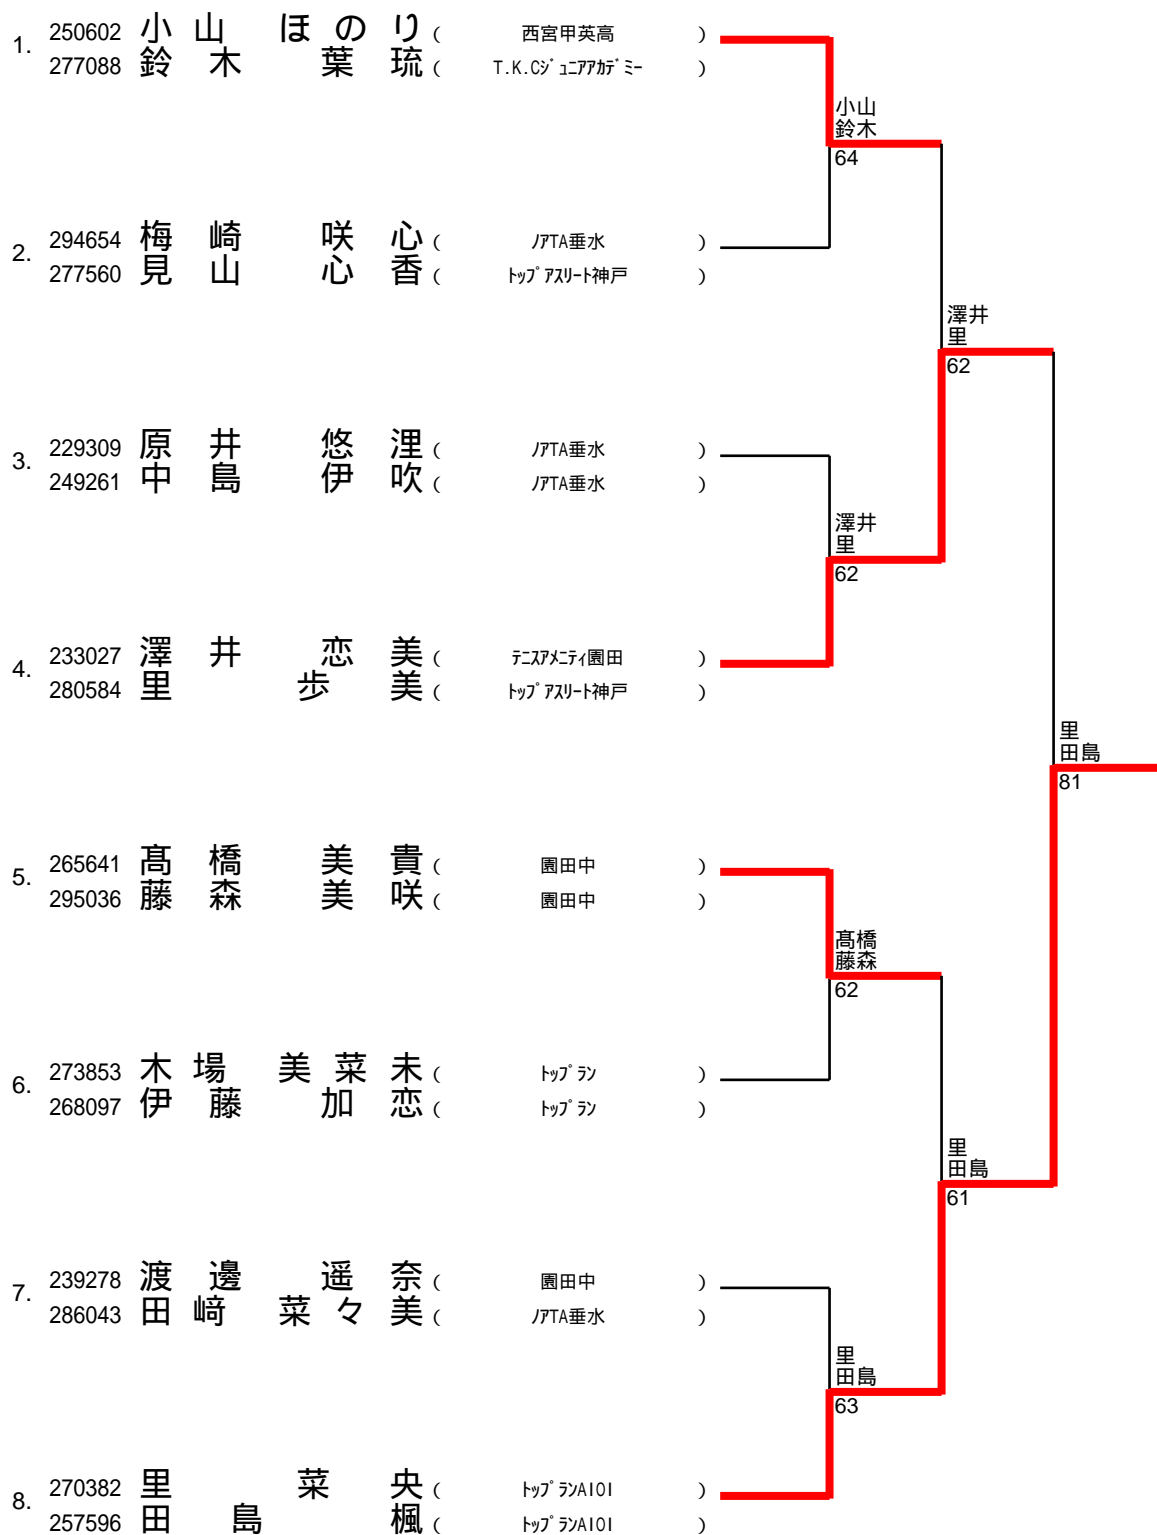 1. 250602 小山 ほのり ( 西宮甲英高 )
277088 鈴木 葉琉 ( T.K.Cｼﾞｭﾆｱｱｶﾃﾞﾐｰ )
小山
鈴木
64
2. 294654 梅崎 咲心 ( ﾉｱTA垂水 )
277560 見山 心香 ( ﾄｯﾌﾟｱｽﾘｰﾄ神戸 )
澤井
里
62
3. 229309 原井 悠浬 ( ﾉｱTA垂水 )
249261 中島 伊吹 ( ﾉｱTA垂水 )
澤井
里
62
4. 233027 澤井 恋美 ( ﾃﾆｽｱﾒﾆﾃｨ園田 )
280584 里 歩美 ( ﾄｯﾌﾟｱｽﾘｰﾄ神戸 )
里
田島
81
5. 265641 髙橋 美貴 ( 園田中 )
295036 藤森 美咲 ( 園田中 )
髙橋
藤森
62
6. 273853 木場 美菜未 ( ﾄｯﾌﾟﾗﾝ )
268097 伊藤 加恋 ( ﾄｯﾌﾟﾗﾝ )
里
田島
61
7. 239278 渡邊 遥奈 ( 園田中 )
286043 田﨑 菜々美 ( ﾉｱTA垂水 )
里
田島
63
8. 270382 里 菜央 ( ﾄｯﾌﾟﾗﾝAIOI )
257596 田島 楓 ( ﾄｯﾌﾟﾗﾝAIOI )